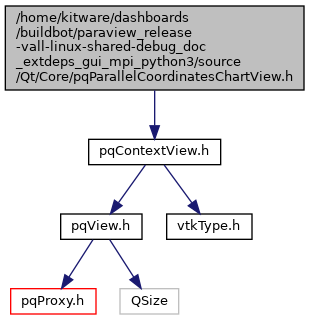 /home/kitware/dashboards
/buildbot/paraview_release
-vall-linux-shared-debug_doc
_extdeps_gui_mpi_python3/source
/Qt/Core/pqParallelCoordinatesChartView.h
pqContextView.h
pqView.h
vtkType.h
pqProxy.h
QSize